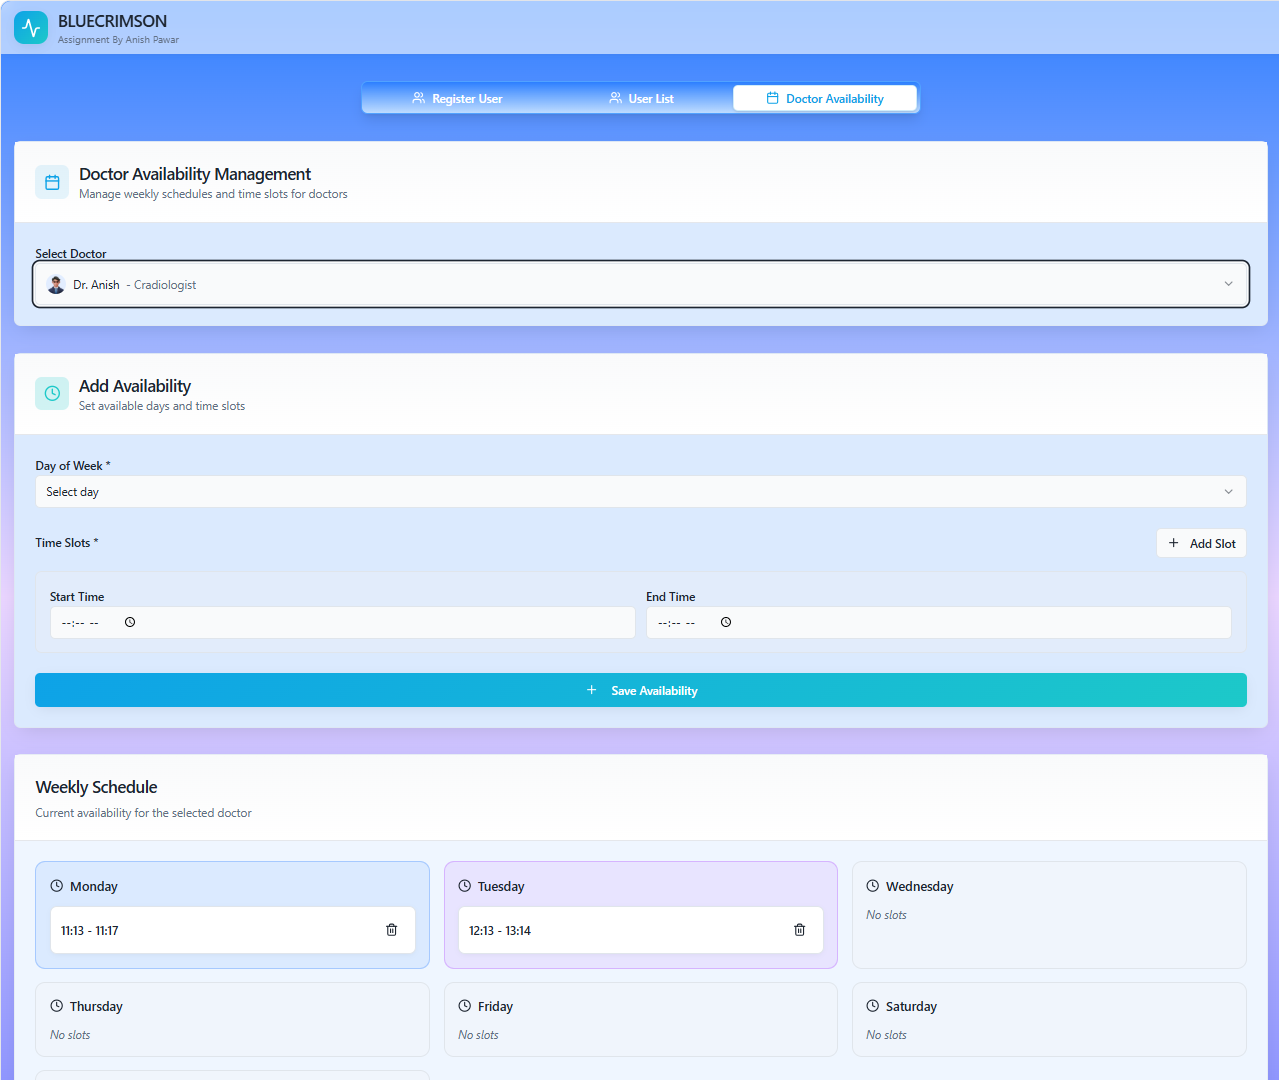 BLUECRIMSON
Assignment By Anish Pawar
Register User
User List
Doctor Availability
Doctor Availability Management
Manage weekly schedules and time slots for doctors
Select Doctor
Dr. Anish - Cradiologist
Add Availability
Set available days and time slots
Day of Week *
Select day
Time Slots *
+ Add Slot
Start Time
End Time
--:-- --
--:-- --
+ Save Availability
Weekly Schedule
Current availability for the selected doctor
Monday
11:13 - 11:17
Tuesday
12:13 - 13:14
Wednesday
No slots
Thursday
No slots
Friday
No slots
Saturday
No slots